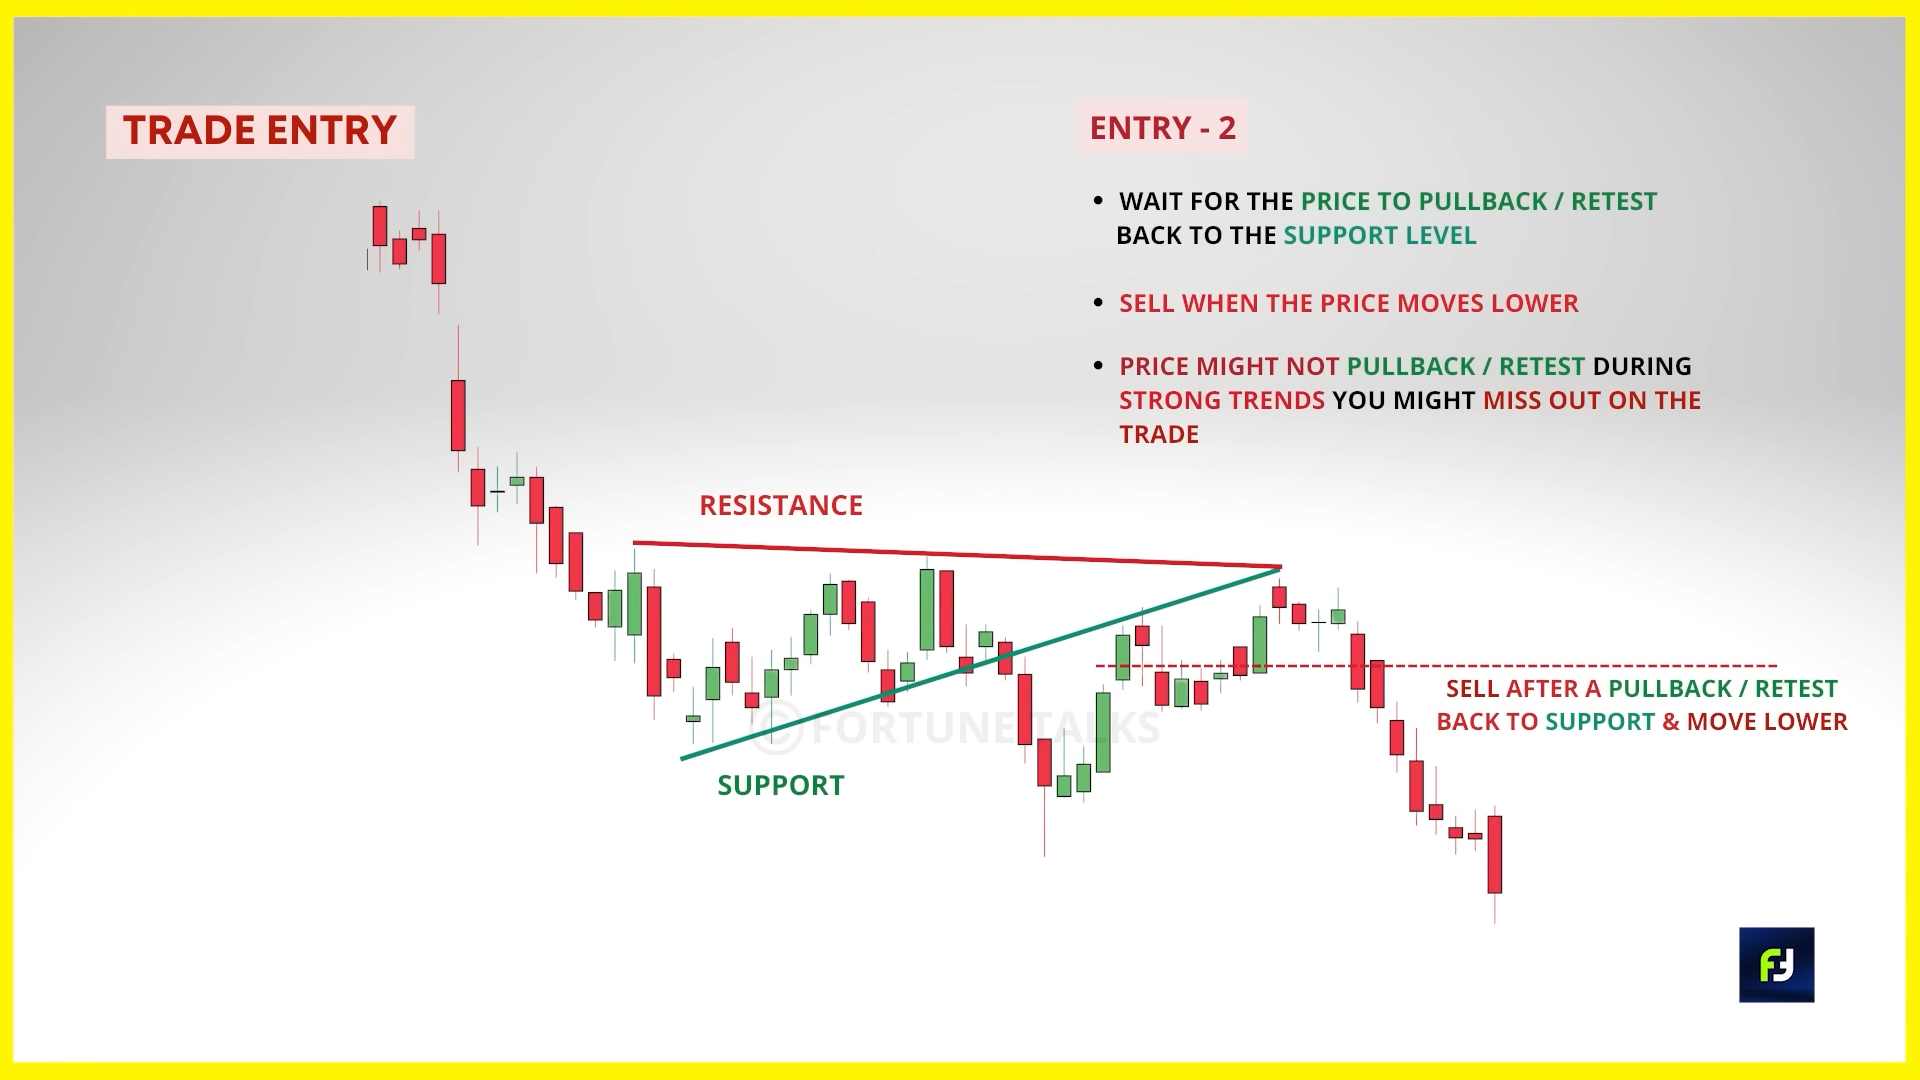 TRADE ENTRY
ENTRY - 2
• WAIT FOR THE PRICE TO PULLBACK / RETEST
BACK TO THE SUPPORT LEVEL
• SELL WHEN THE PRICE MOVES LOWER
• PRICE MIGHT NOT PULLBACK / RETEST DURING
STRONG TRENDS YOU MIGHT MISS OUT ON THE
TRADE
RESISTANCE
SELL AFTER A PULLBACK / RETEST
BACK TO SUPPORT & MOVE LOWER
© FORTUNE TALKS
SUPPORT